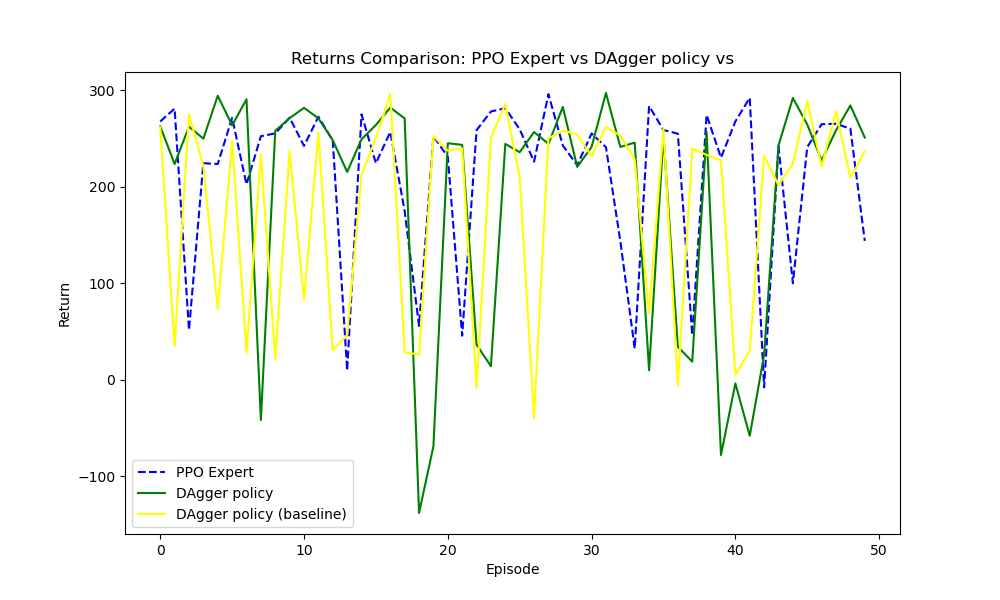 Returns Comparison: PPO Expert vs DAgger policy vs
300
200
100
0
−100
Return
PPO Expert
DAgger policy
DAgger policy (baseline)
0 10 20 30 40 50
Episode